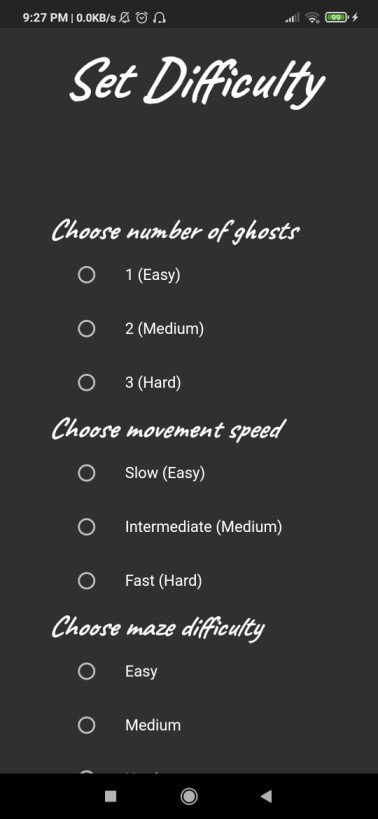 9:27 PM | 0.0KB/s
99
Set Difficulty
Choose number of ghosts
1 (Easy)
2 (Medium)
3 (Hard)
Choose movement speed
Slow (Easy)
Intermediate (Medium)
Fast (Hard)
Choose maze difficulty
Easy
Medium